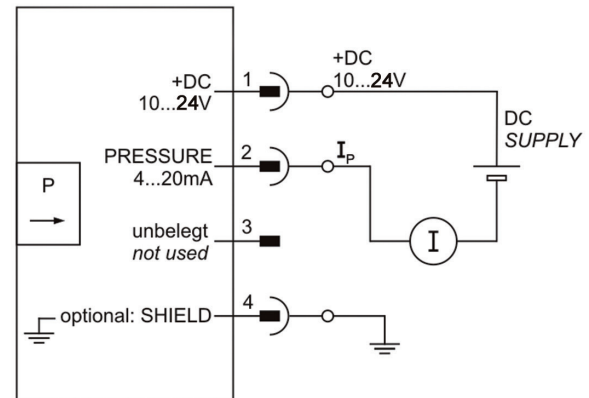 +DC
10...24V
1
+DC
10...24V
DC
SUPPLY
PRESSURE
4...20mA
2
I_P
P
I
unbelegt
not used
3
optional: SHIELD
4